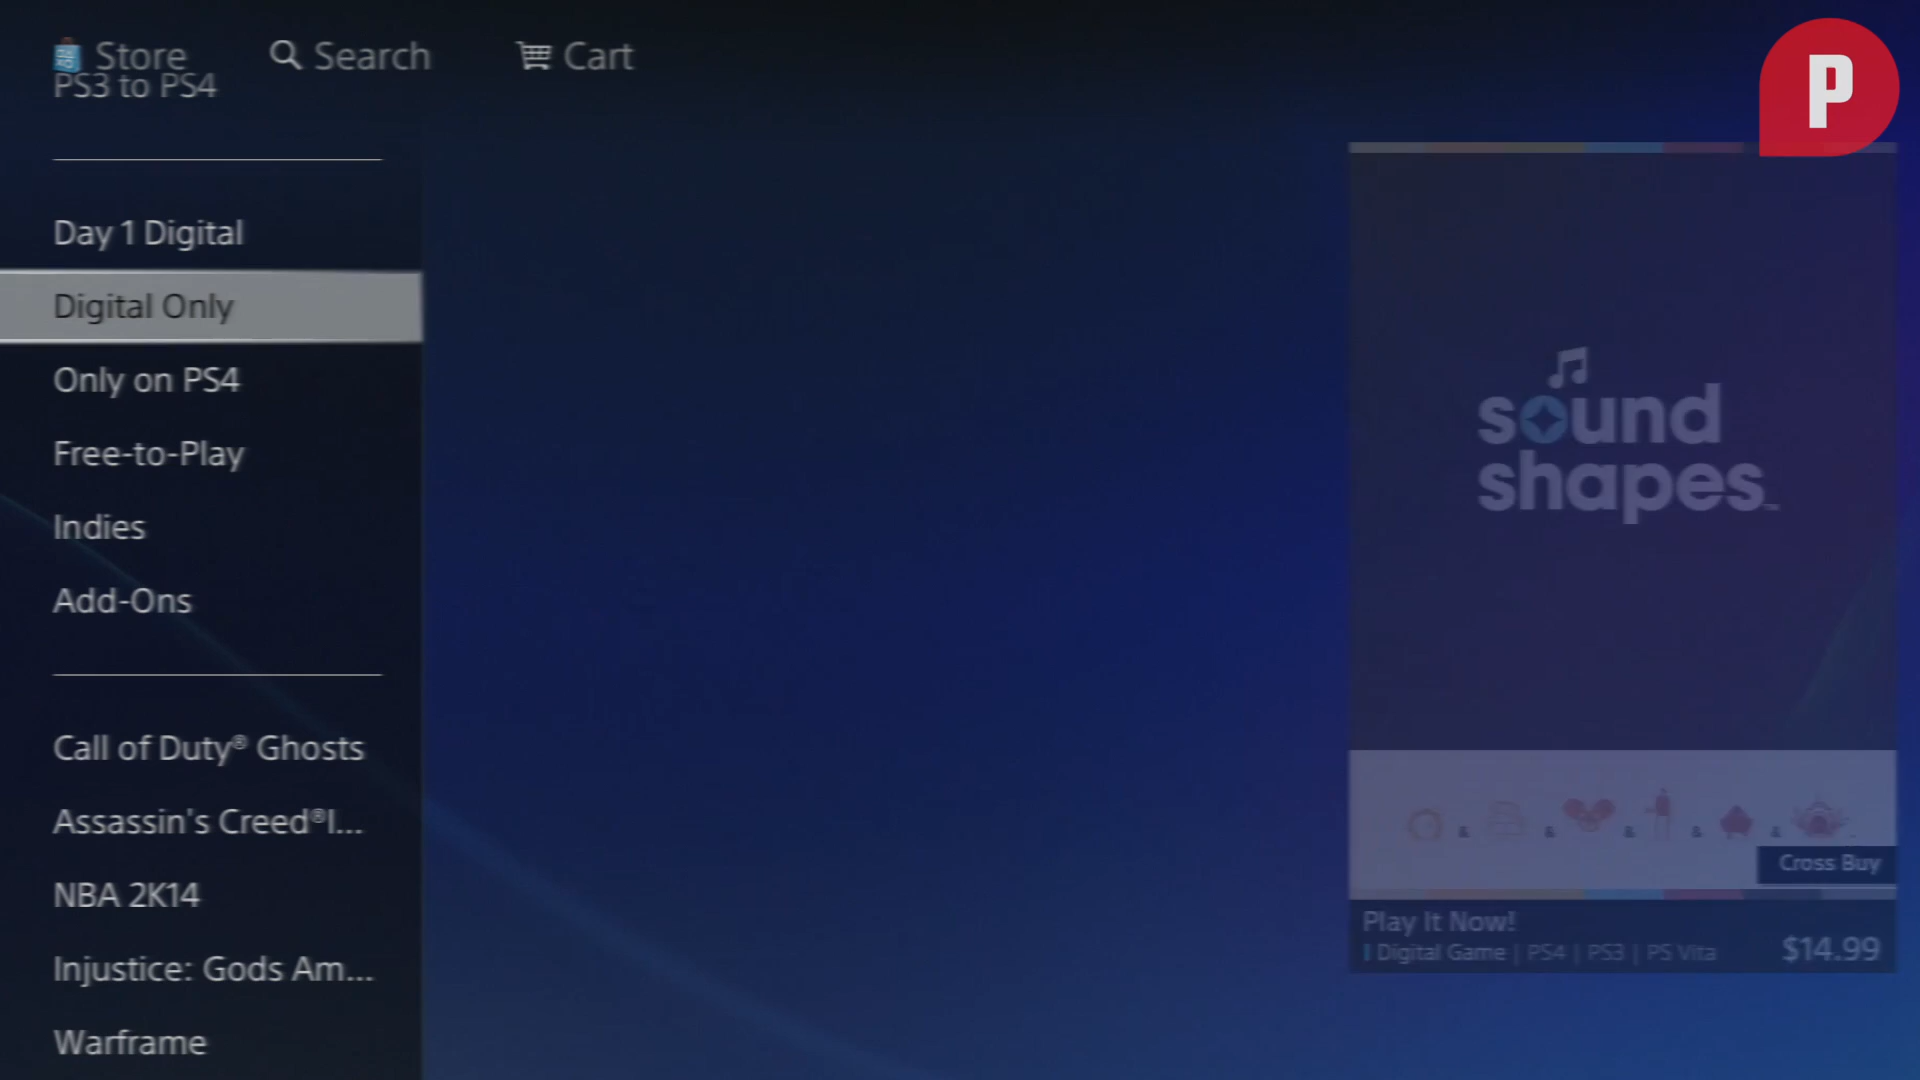 Store
Search
Cart
PS3 to PS4
Day 1 Digital
Digital Only
Only on PS4
Free-to-Play
Indies
Add-Ons
Call of Duty® Ghosts
Assassin's Creed®I...
NBA 2K14
Injustice: Gods Am...
Warframe
P
sound
shapes
& & & & &
Cross Buy
Play It Now!
Digital Game | PS4 | PS3 | PS Vita
$14.99